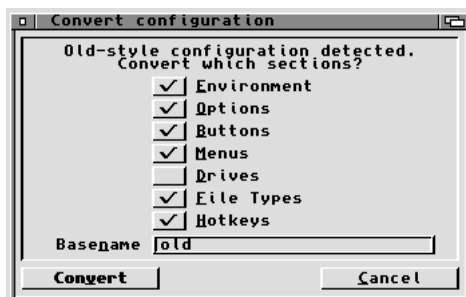 Convert configuration
Old-style configuration detected.
Convert which sections?
Environment
Options
Buttons
Menus
Drives
File Types
Hotkeys
Basename old
Convert Cancel